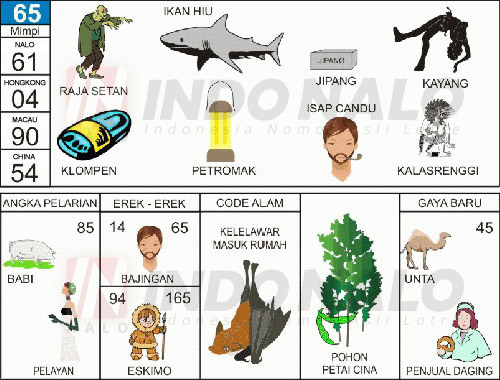 65
Mimpi
NALO
61
HONGKONG
04
MACAU
90
CHINA
54
RAJA SETAN
IKAN HIU
JIPANG
JIPANG
KAYANG
KLOMPEN
PETROMAK
ISAP CANDU
KALASRENGGI
INDONALO
Indonesia Nomor Asli Lotre
ANGKA PELARIAN
85
BABI
PELAYAN
EREK - EREK
14 65
BAJINGAN
94 165
ESKIMO
CODE ALAM
KELELAWAR
MASUK RUMAH
POHON
PETAI CINA
GAYA BARU
45
UNTA
PENJUAL DAGING
INDONALO